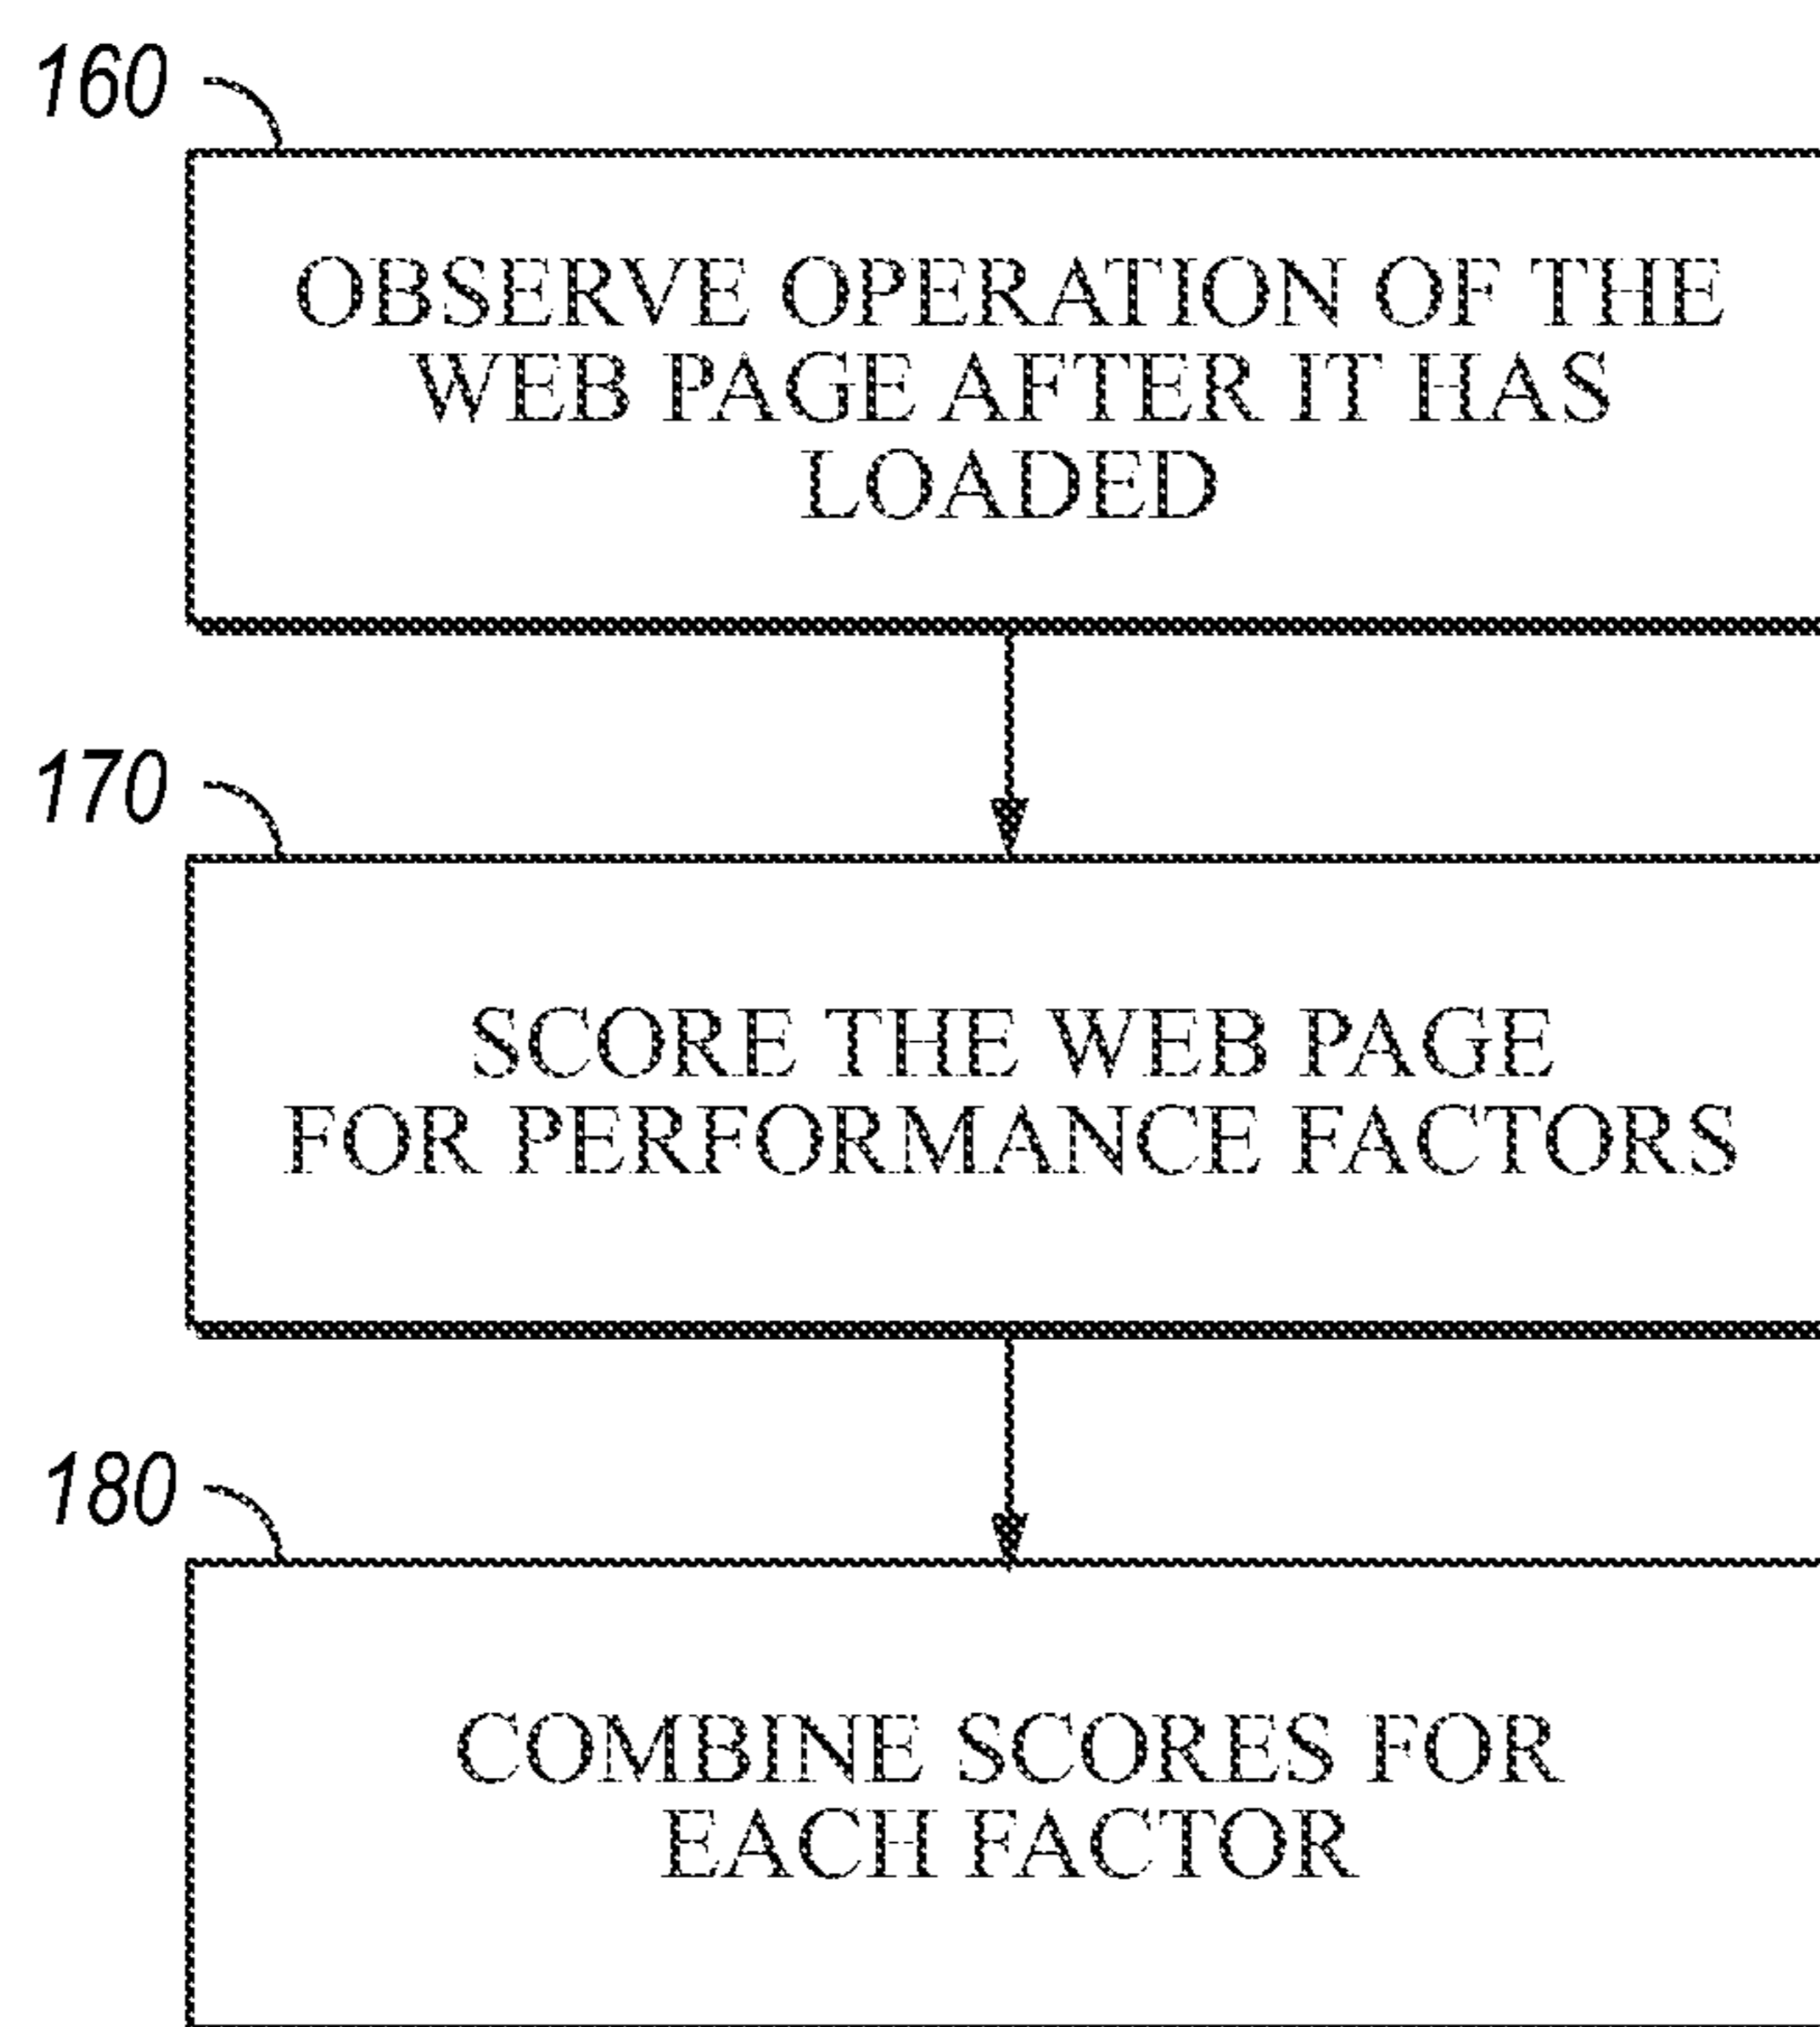 160
OBSERVE OPERATION OF THE
WEB PAGE AFTER IT HAS
LOADED
170
SCORE THE WEB PAGE
FOR PERFORMANCE FACTORS
180
COMBINE SCORES FOR
EACH FACTOR